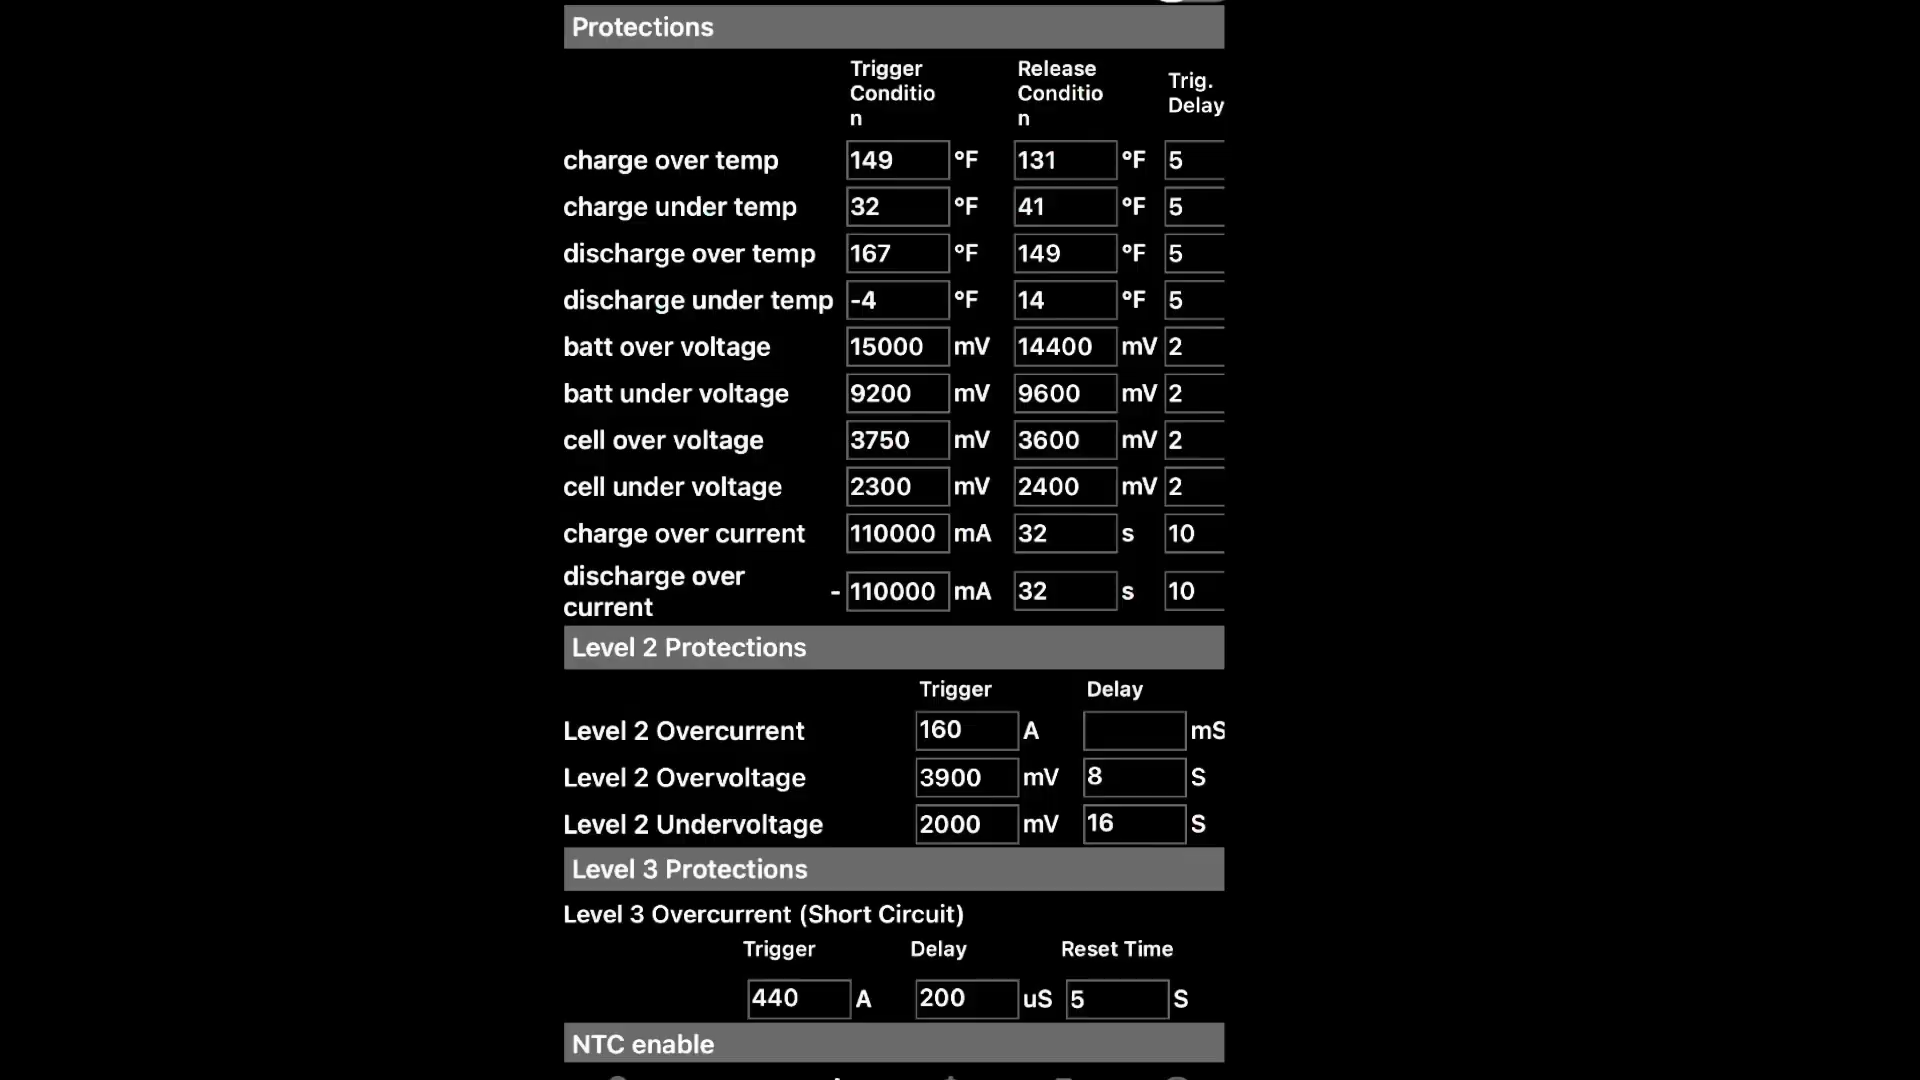 Protections
Trigger Conditio n Release Conditio n Trig. Delay
charge over temp 149 °F 131 °F 5
charge under temp 32 °F 41 °F 5
discharge over temp 167 °F 149 °F 5
discharge under temp -4 °F 14 °F 5
batt over voltage 15000 mV 14400 mV 2
batt under voltage 9200 mV 9600 mV 2
cell over voltage 3750 mV 3600 mV 2
cell under voltage 2300 mV 2400 mV 2
charge over current 110000 mA 32 s 10
discharge over current - 110000 mA 32 s 10
Level 2 Protections
Trigger Delay
Level 2 Overcurrent 160 A mS
Level 2 Overvoltage 3900 mV 8 S
Level 2 Undervoltage 2000 mV 16 S
Level 3 Protections
Level 3 Overcurrent (Short Circuit)
Trigger Delay Reset Time
440 A 200 uS 5 S
NTC enable